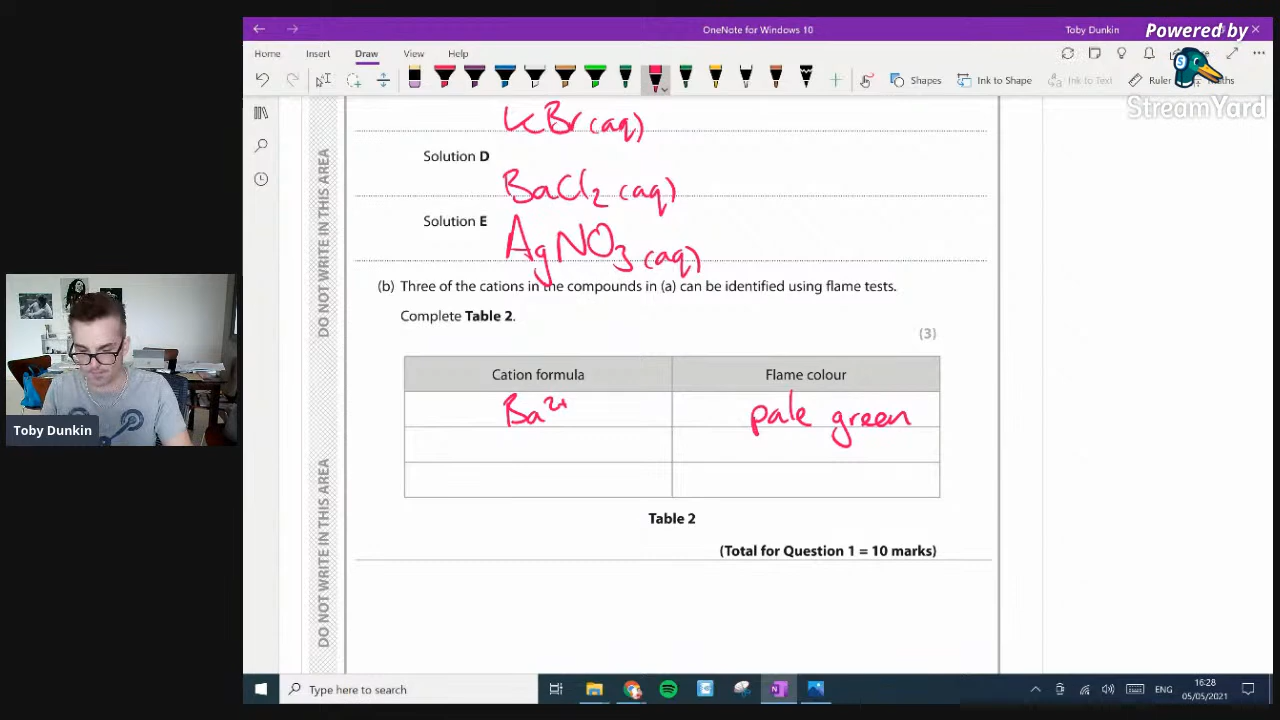 OneNote for Windows 10
Toby Dunkin
Powered by
StreamYard
Home Insert Draw View Help
Shapes Ink to Shape Ink to Text Ruler Maths
KBr(aq)
Solution D
BaCl2 (aq)
Solution E
AgNO3 (aq)
(b) Three of the cations in the compounds in (a) can be identified using flame tests.
Complete Table 2.
(3)
Cation formula Flame colour
Ba2+ pale green
Table 2
(Total for Question 1 = 10 marks)
DO NOT WRITE IN THIS AREA
DO NOT WRITE IN THIS AREA
Toby Dunkin
Type here to search
ENG
16:28
05/05/2021